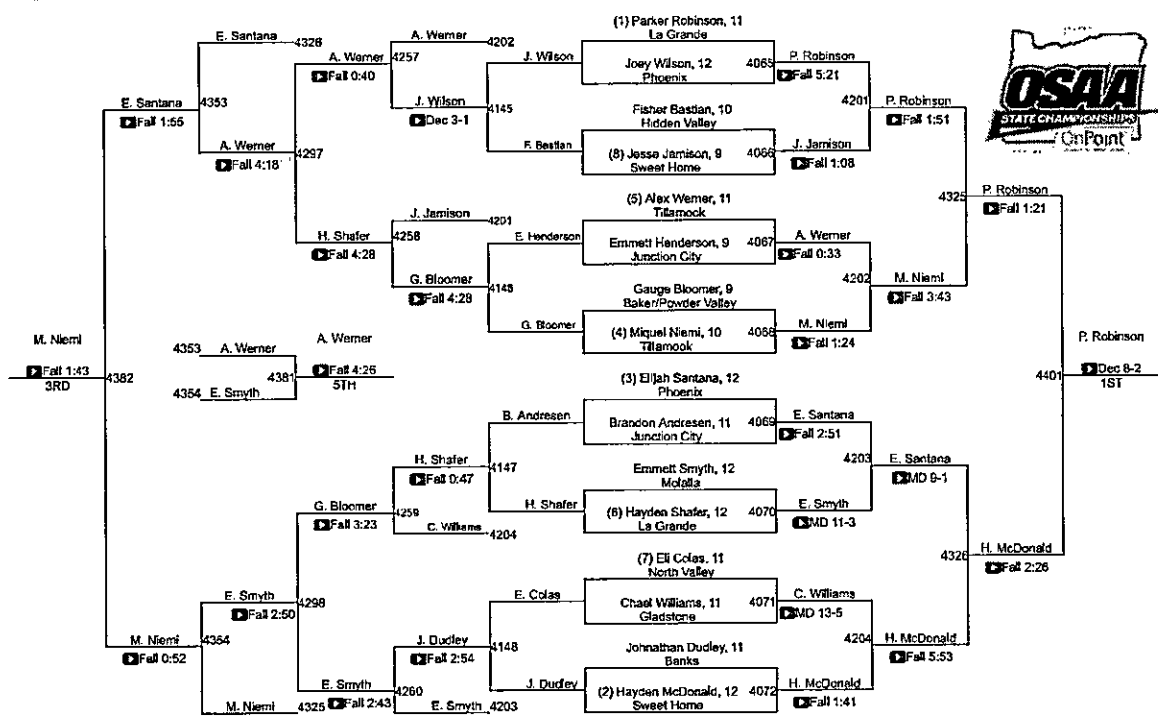 E. Santana
4326
E. Santana
Fall 1:55
4353
A. Werner
Fall 4:18
4297
A. Werner
Fall 0:40
4257
A. Werner
4202
J. Wilson
Dec 3-1
4145
J. Wilson
F. Bastian
H. Shafer
Fall 4:28
4258
J. Jamison
4201
G. Bloomer
Fall 4:28
4146
E. Henderson
G. Bloomer
(1) Parker Robinson, 11
La Grande
Joey Wilson, 12
Phoenix
4065
P. Robinson
Fall 5:21
Fisher Bastian, 10
Hidden Valley
(8) Jesse Jamison, 9
Sweet Home
4066
J. Jamison
Fall 1:08
4201
P. Robinson
Fall 1:51
(5) Alex Werner, 11
Tillamook
Emmett Henderson, 9
Junction City
4067
A. Werner
Fall 0:33
Gauge Bloomer, 9
Baker/Powder Valley
(4) Miquel Niemi, 10
Tillamook
4068
M. Niemi
Fall 1:24
4202
M. Niemi
Fall 3:43
4325
P. Robinson
Fall 1:21
OSAA
STATE CHAMPIONSHIPS
OnPoint
M. Niemi
Fall 1:43
3RD
4382
4353
A. Werner
4354
E. Smyth
4381
A. Werner
Fall 4:26
5TH
P. Robinson
Dec 8-2
1ST
4401
(3) Elijah Santana, 12
Phoenix
Brandon Andresen, 11
Junction City
4069
E. Santana
Fall 2:51
Emmett Smyth, 12
Molalla
(6) Hayden Shafer, 12
La Grande
4070
E. Smyth
MD 11-3
4203
E. Santana
MD 9-1
(7) Eli Colas, 11
North Valley
Chael Williams, 11
Gladstone
4071
C. Williams
MD 13-5
Johnathan Dudley, 11
Banks
(2) Hayden McDonald, 12
Sweet Home
4072
H. McDonald
Fall 1:41
4204
H. McDonald
Fall 5:53
4326
H. McDonald
Fall 2:26
B. Andresen
H. Shafer
4147
H. Shafer
Fall 0:47
C. Williams
4204
4259
G. Bloomer
Fall 3:23
E. Colas
J. Dudley
4148
J. Dudley
Fall 2:54
E. Smyth
4203
4260
E. Smyth
Fall 2:43
4298
E. Smyth
Fall 2:50
M. Niemi
4325
4354
M. Niemi
Fall 0:52